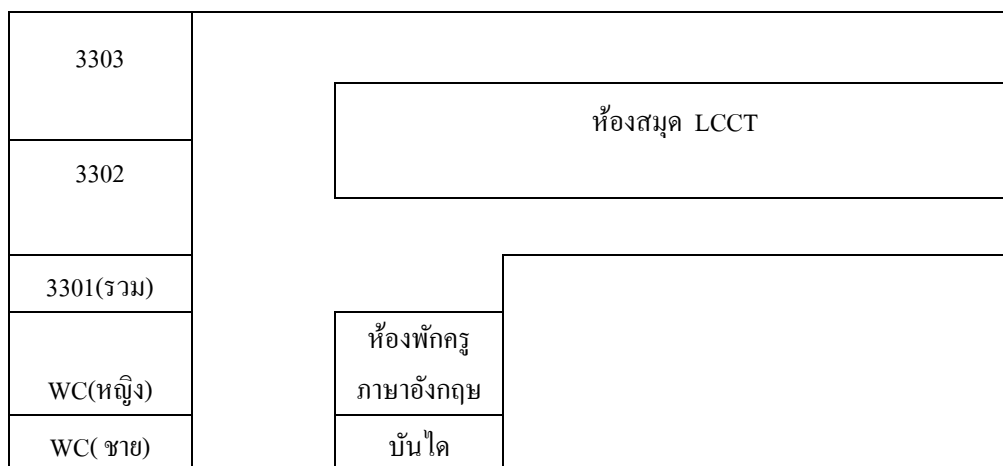 3303
ห้องสมุด LCCT
3302
3301(รวม)
ห้องพักครู
WC(หญิง)
ภาษาอังกฤษ
WC( ชาย)
บันได